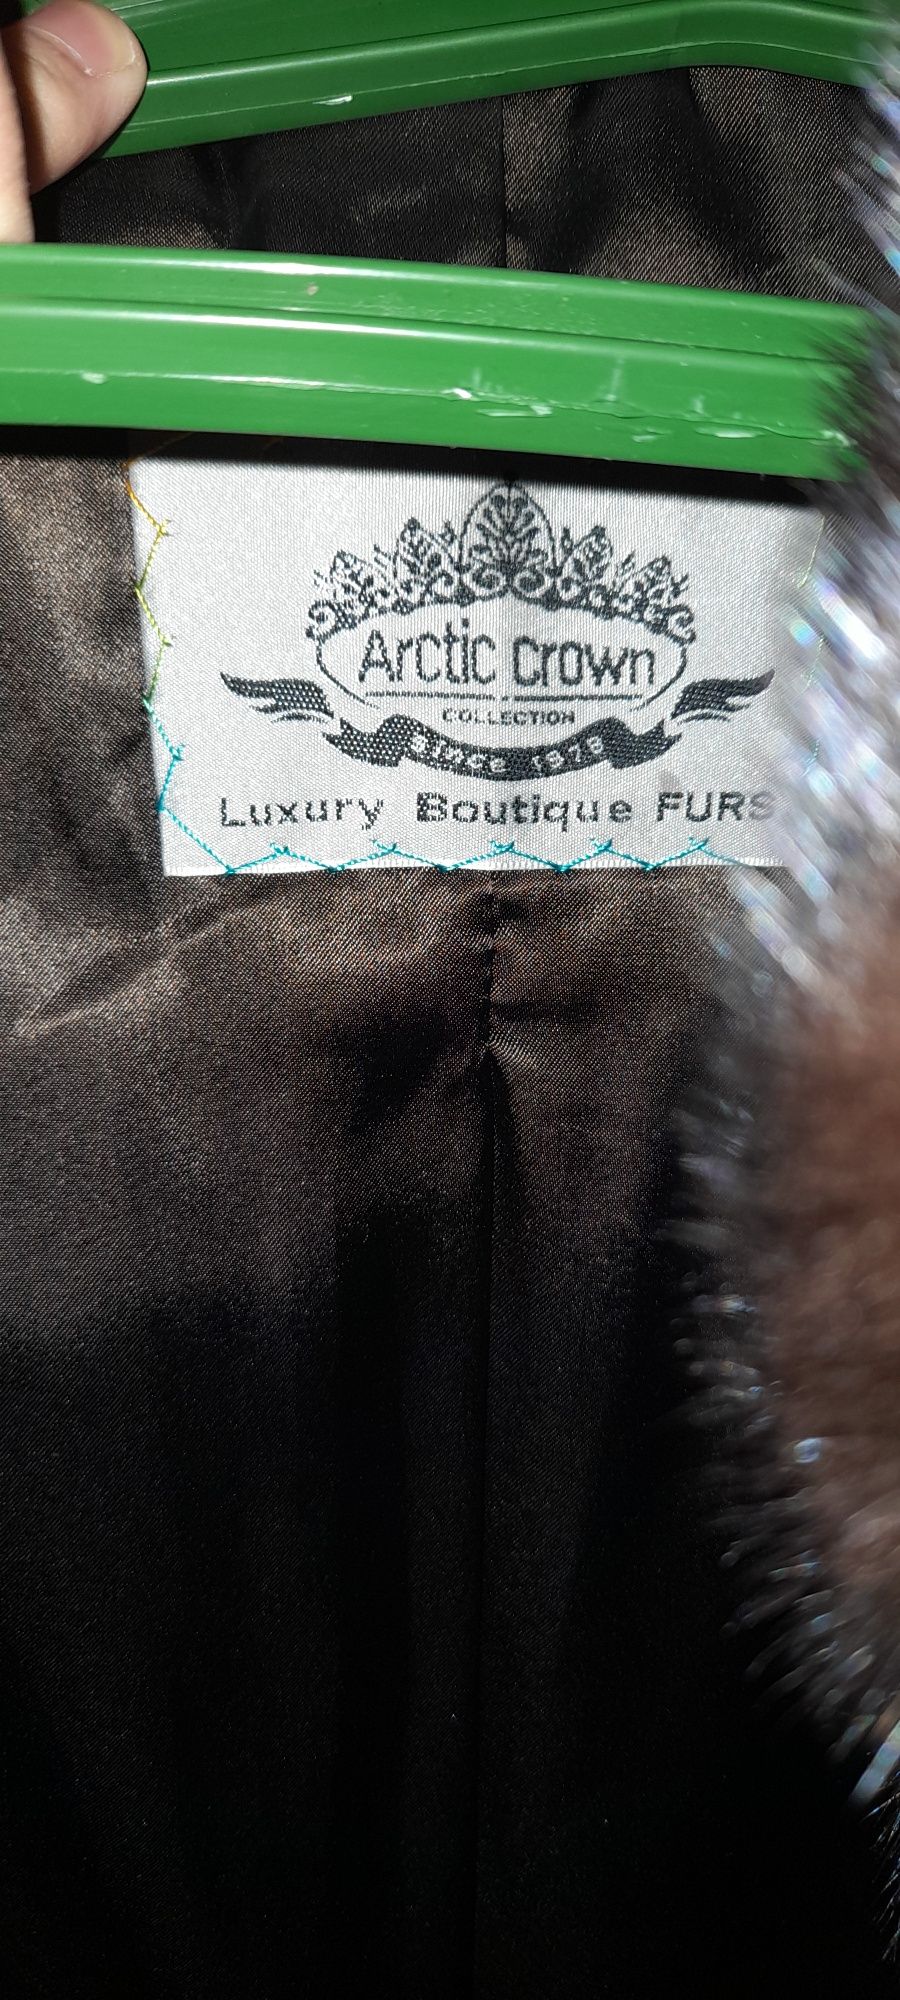 Arctic crown
COLLECTION
Since 1976
Luxury Boutique FURS